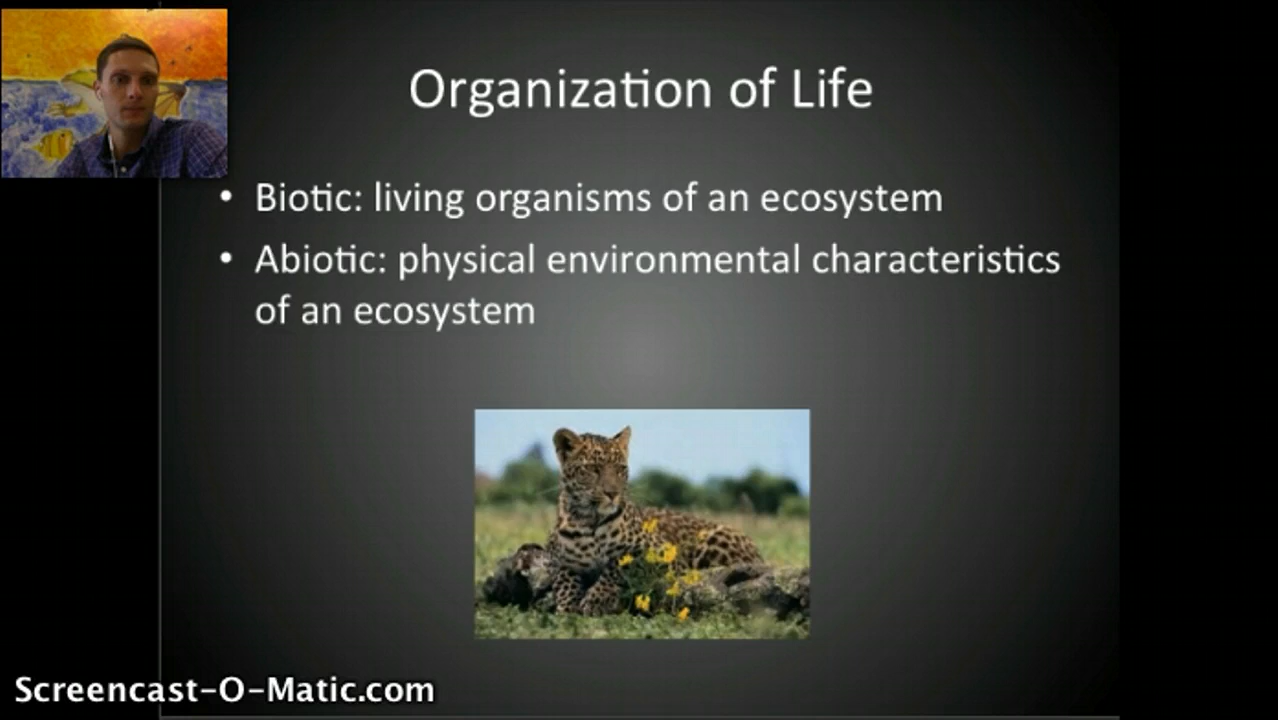 Organization of Life
• Biotic: living organisms of an ecosystem
• Abiotic: physical environmental characteristics
of an ecosystem
Screencast-O-Matic.com